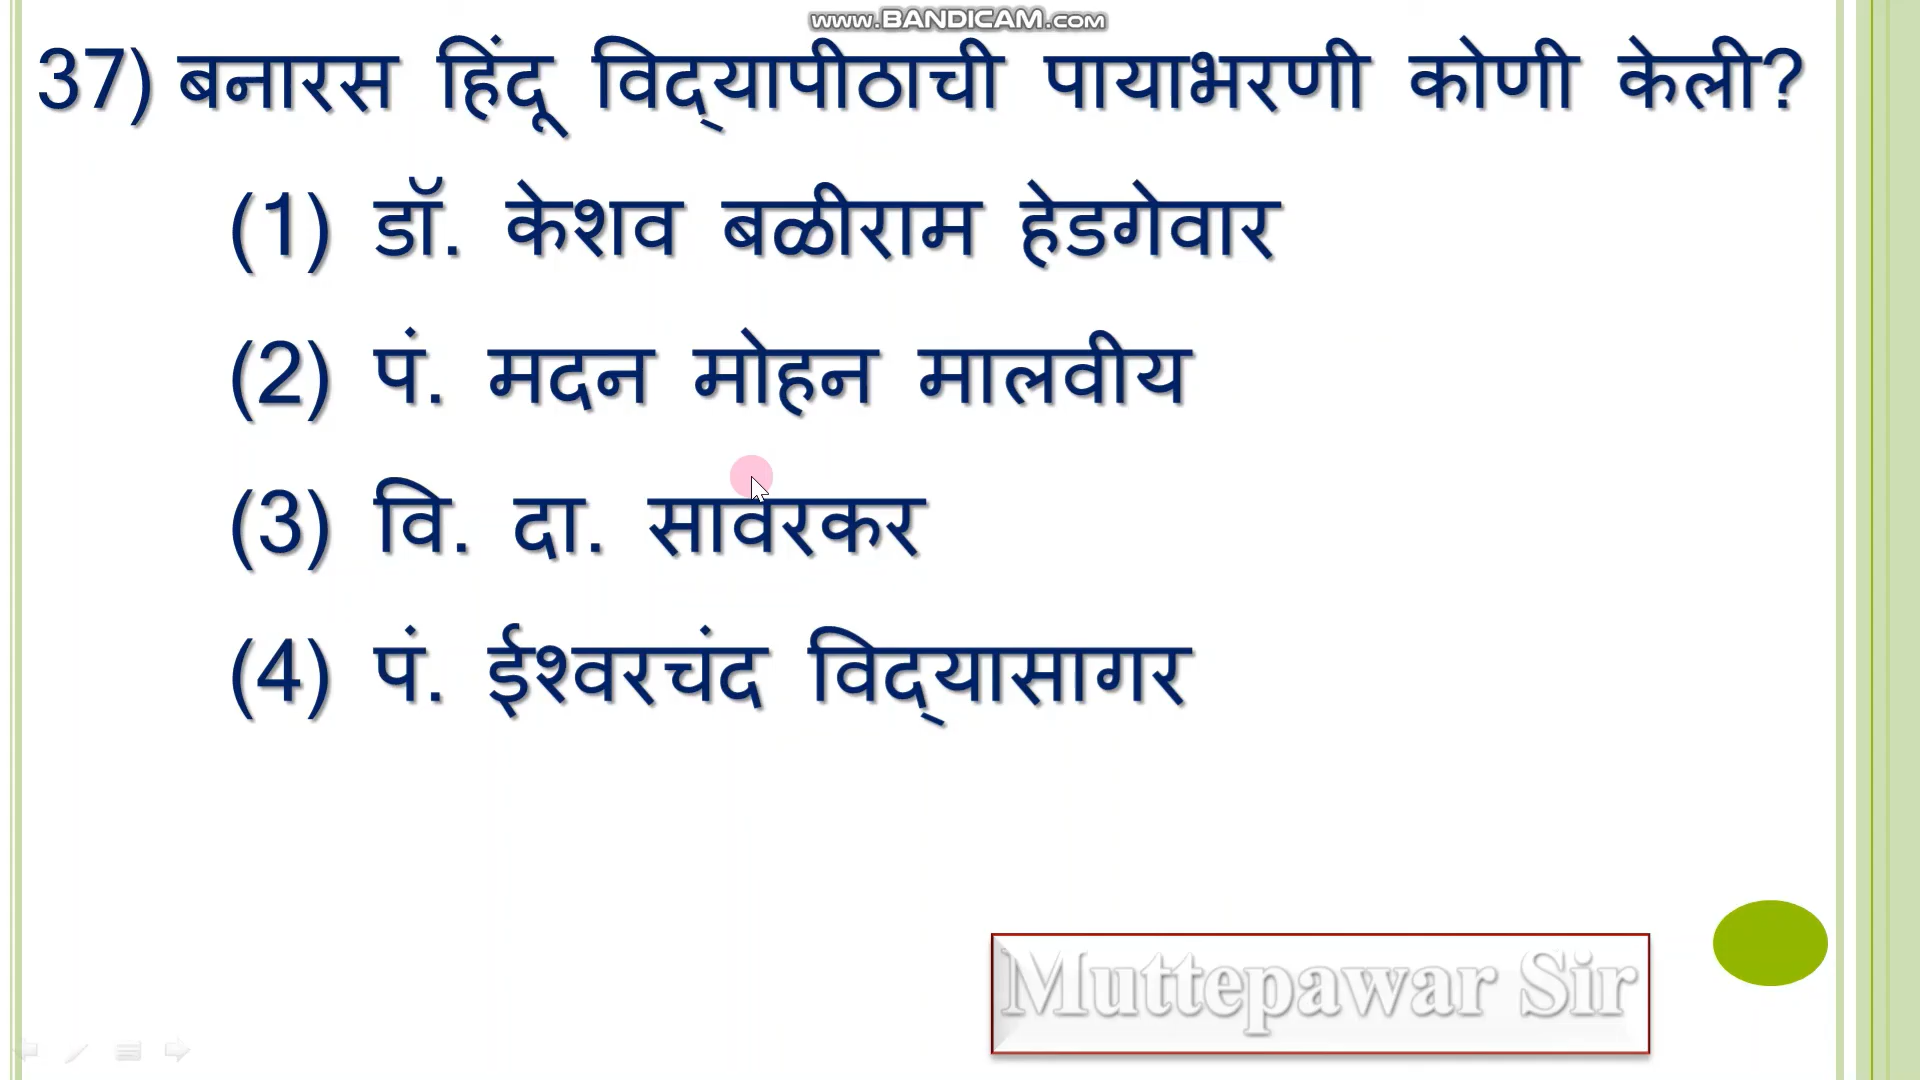 www.BANDICAM.com
37) बनारस हिंदू विद्‌यापीठाची पायाभरणी कोणी केली?
(1) डॉ. केशव बळीराम हेडगेवार
(2) पं. मदन मोहन मालवीय
(3) वि. दा. सावरकर
(4) पं. ईश्वरचंद विद्‌यासागर
Muttepawar Sir